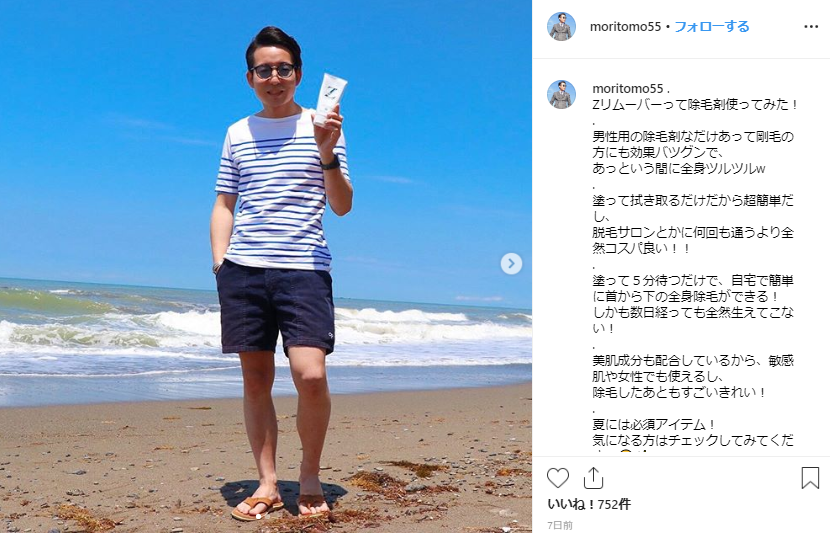 moritomo55 • フォローする
moritomo55 .
Zリムーバーって除毛剤使ってみた！
.
男性用の除毛剤なだけあって剛毛の
方にも効果バツグンで、
あっという間に全身ツルツルw
.
塗って拭き取るだけだから超簡単だ
し、
脱毛サロンとかに何回も通うより全
然コスパ良い！！
.
塗って５分待つだけで、自宅で簡単
に首から下の全身除毛ができる！
しかも数日経っても全然生えてこな
い！
.
美肌成分も配合しているから、敏感
肌や女性でも使えるし、
除毛したあともすごいきれい！
.
夏には必須アイテム！
気になる方はチェックしてみてくだ
Z
いいね！752件
7日前